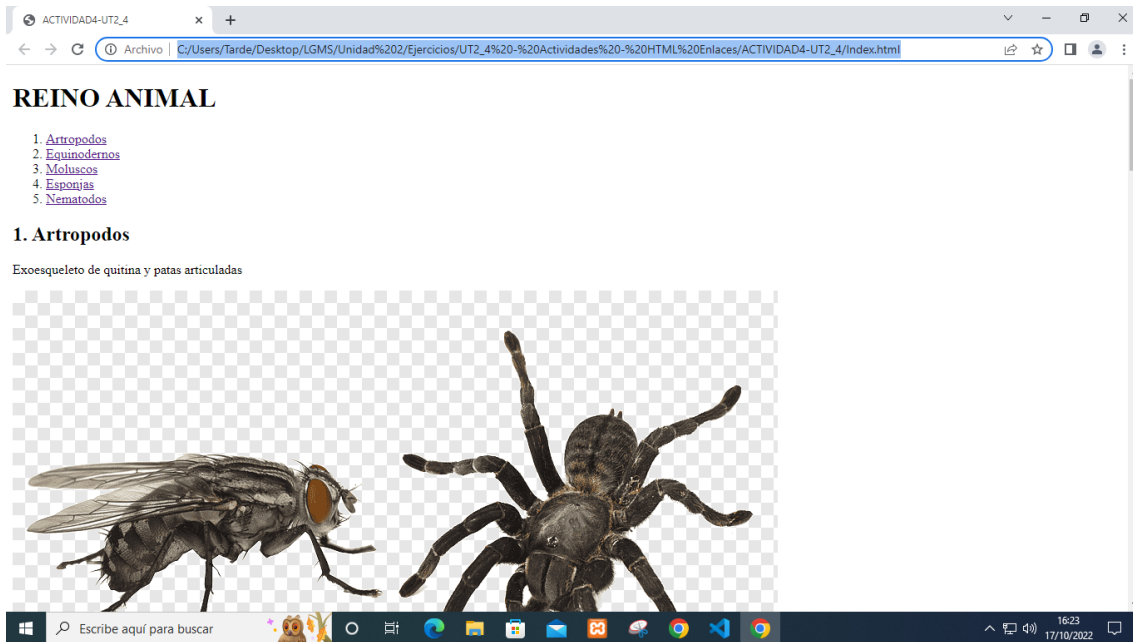 ACTIVIDAD4-UT2_4
Archivo
C:/Users/Tarde/Desktop/LGMS/Unidad%202/Ejercicios/UT2_4%20-%20Actividades%20-%20HTML%20Enlaces/ACTIVIDAD4-UT2_4/Index.html
REINO ANIMAL
1. Artropodos
2. Equinodernos
3. Moluscos
4. Esponjas
5. Nematodos
1. Artropodos
Exoesqueleto de quitina y patas articuladas
Escribe aquí para buscar
16:23
17/10/2022